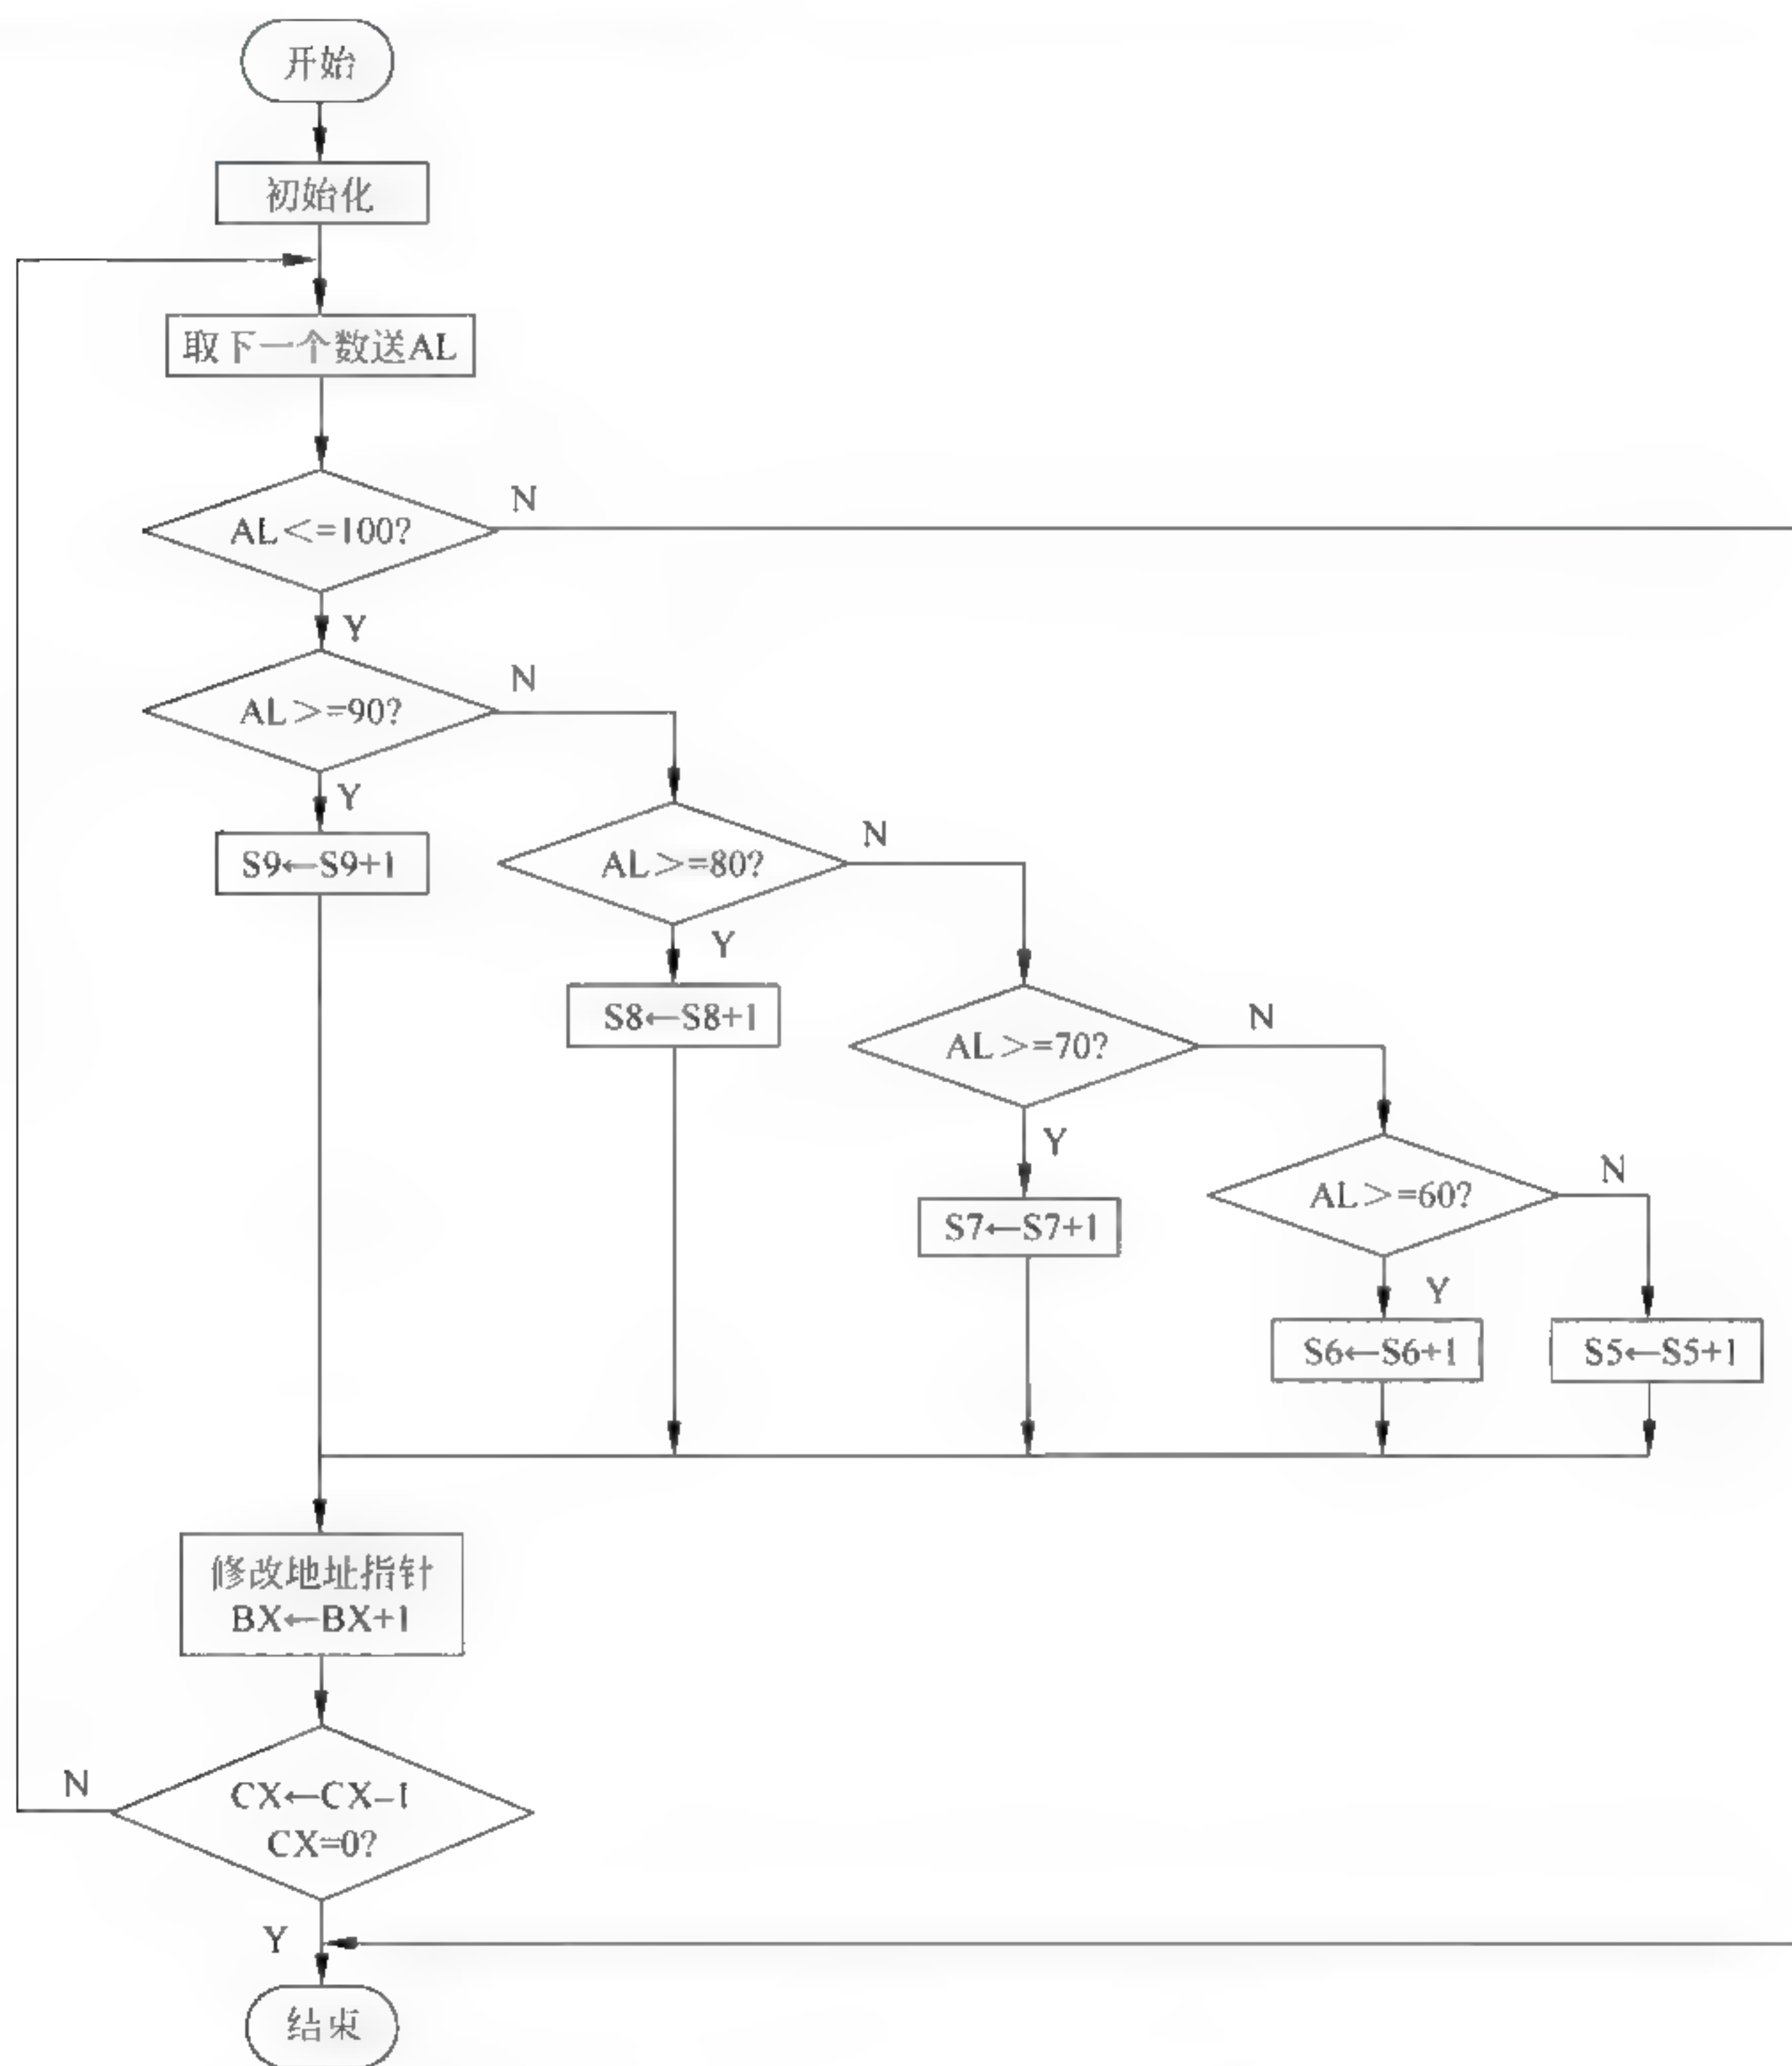 开始
初始化
取下一个数送AL
AL<=100?
N
Y
AL>=90?
N
Y
S9←S9+1
AL>=80?
N
Y
S8←S8+1
AL>=70?
N
Y
S7←S7+1
AL>=60?
N
Y
S6←S6+1
S5←S5+1
修改地址指针
BX←BX+1
CX←CX-1
CX=0?
N
Y
结束